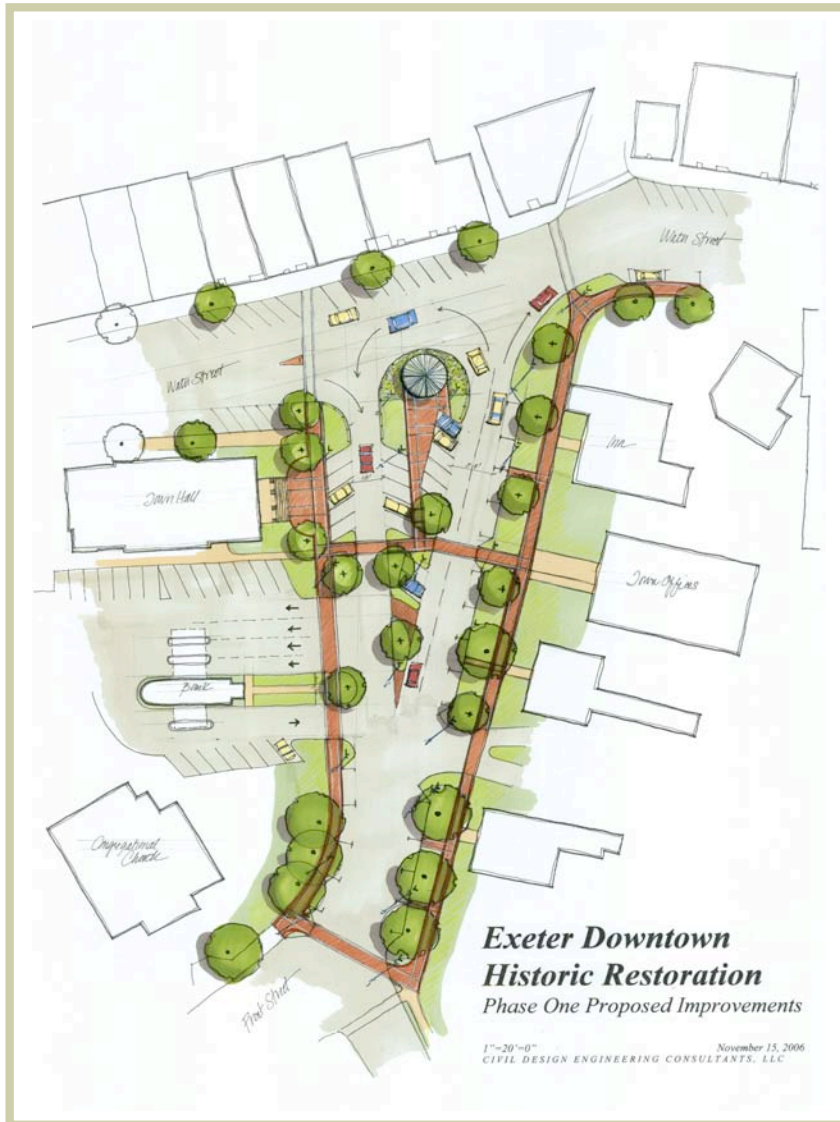 Water Street
Water Street
Town Hall
Inn
Town Offices
Bank
Congregational
Church
Front Street
Exeter Downtown
Historic Restoration
Phase One Proposed Improvements
1"=20'=0"
November 15, 2006
CIVIL DESIGN ENGINEERING CONSULTANTS, LLC